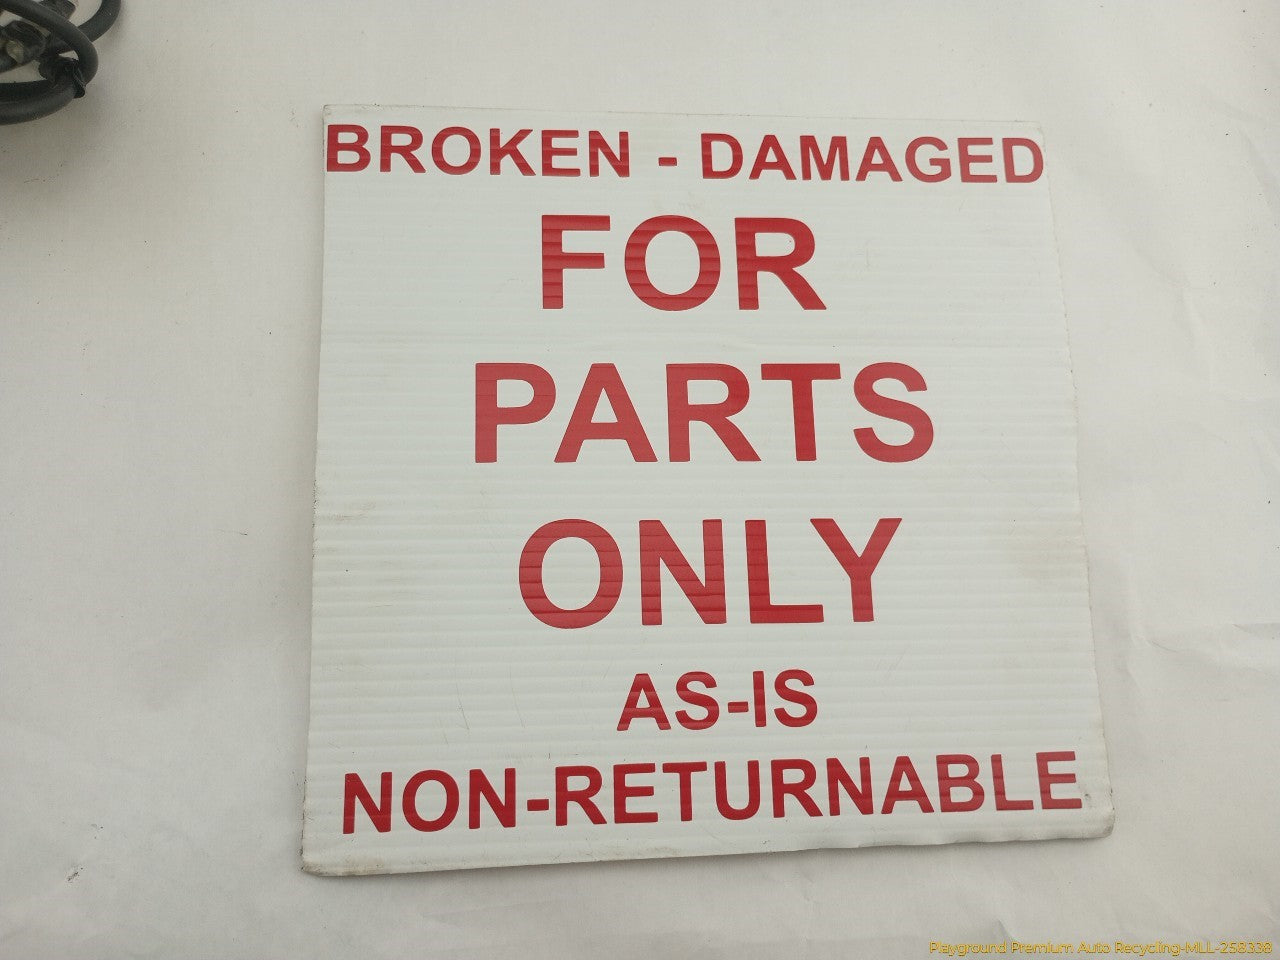 BROKEN - DAMAGED
FOR
PARTS
ONLY
AS-IS
NON-RETURNABLE
Playground Premium Auto Recycling-MLL-258338